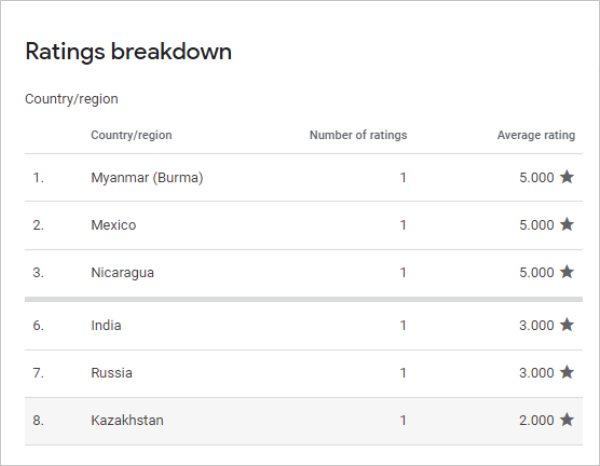 Ratings breakdown
Country/region
Country/region Number of ratings Average rating
1. Myanmar (Burma) 1 5.000 ★
2. Mexico 1 5.000 ★
3. Nicaragua 1 5.000 ★
6. India 1 3.000 ★
7. Russia 1 3.000 ★
8. Kazakhstan 1 2.000 ★